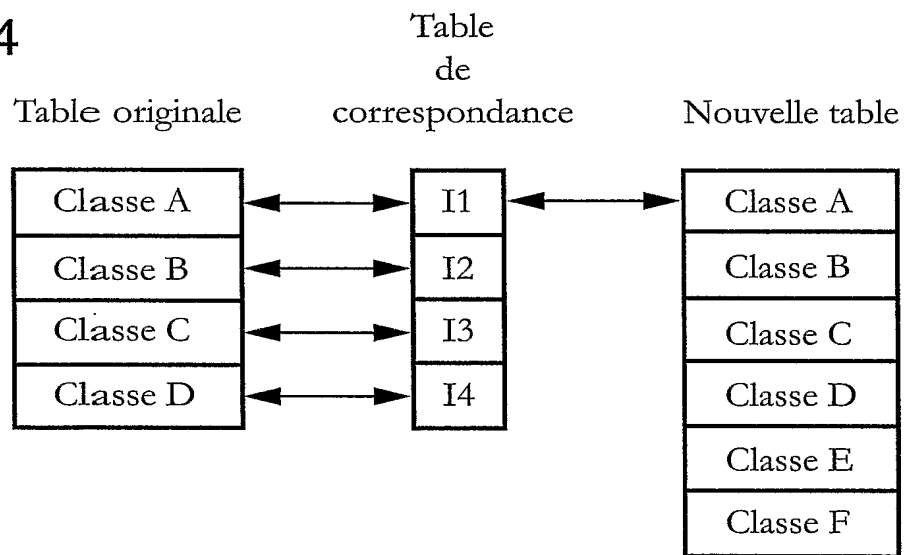 4
Table
de
correspondance
Table originale
Nouvelle table
Classe A
Classe B
Classe C
Classe D
I1
I2
I3
I4
Classe A
Classe B
Classe C
Classe D
Classe E
Classe F